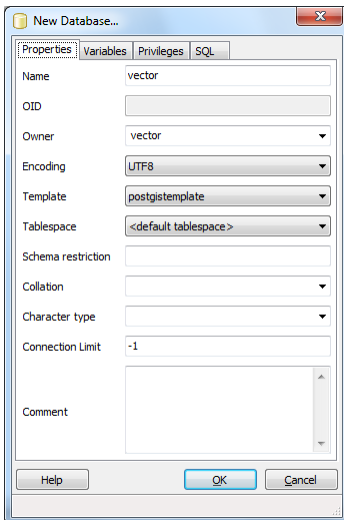 New Database...
Properties Variables Privileges SQL
Name vector
OID
Owner vector
Encoding UTF8
Template postgistemplate
Tablespace <default tablespace>
Schema restriction
Collation
Character type
Connection Limit -1
Comment
Help OK Cancel